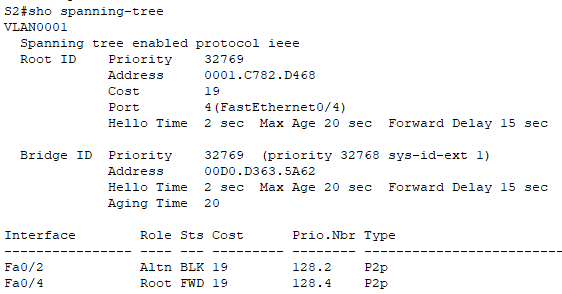 S2#sho spanning-tree
VLAN0001
  Spanning tree enabled protocol ieee
  Root ID    Priority    32769
             Address     0001.C782.D468
             Cost        19
             Port        4(FastEthernet0/4)
             Hello Time  2 sec  Max Age 20 sec  Forward Delay 15 sec

  Bridge ID  Priority    32769  (priority 32768 sys-id-ext 1)
             Address     00D0.D363.5A62
             Hello Time  2 sec  Max Age 20 sec  Forward Delay 15 sec
             Aging Time  20

Interface        Role Sts Cost      Prio.Nbr Type
---------------- ---- --- --------- -------- --------------------------------
Fa0/2            Altn BLK 19        128.2    P2p
Fa0/4            Root FWD 19        128.4    P2p